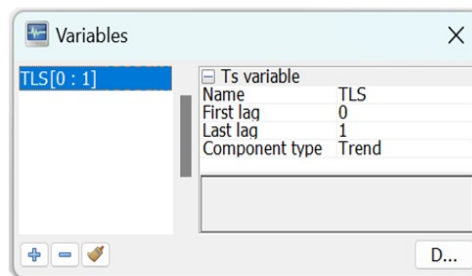 Variables
TLS[0 : 1]
Ts variable
Name TLS
First lag 0
Last lag 1
Component type Trend
D...